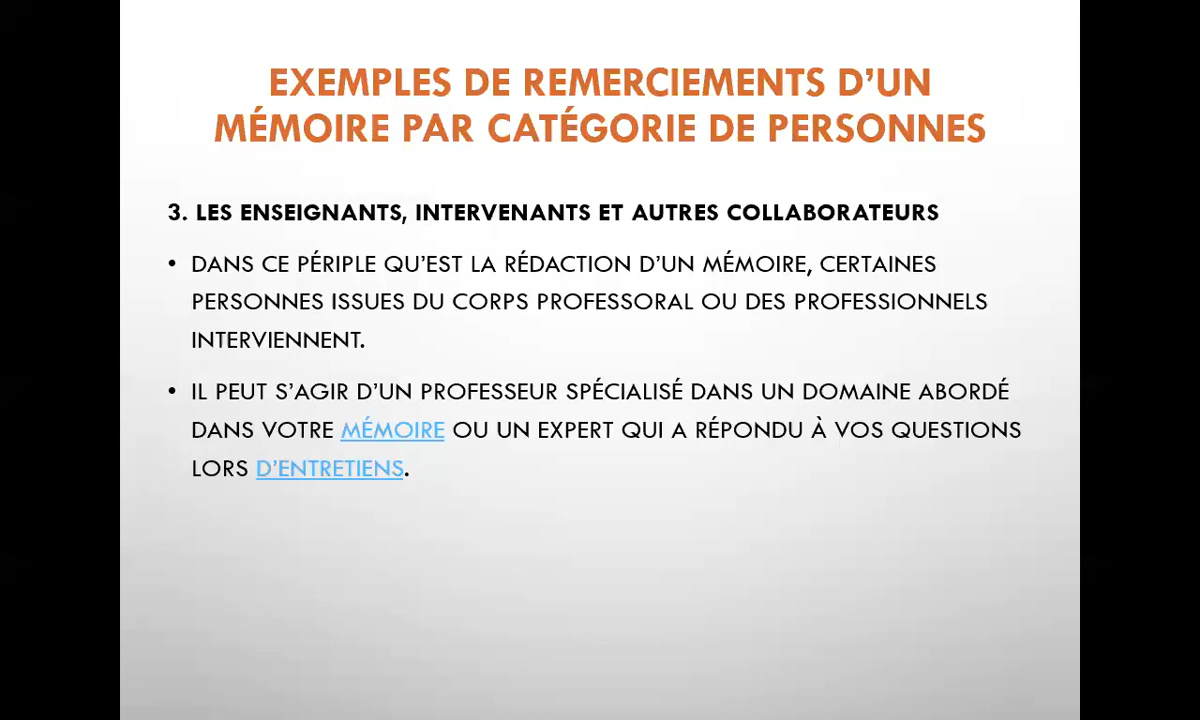 EXEMPLES DE REMERCIEMENTS D’UN
MÉMOIRE PAR CATÉGORIE DE PERSONNES
3. LES ENSEIGNANTS, INTERVENANTS ET AUTRES COLLABORATEURS
• DANS CE PÉRIPLE QU’EST LA RÉDACTION D’UN MÉMOIRE, CERTAINES
PERSONNES ISSUES DU CORPS PROFESSORAL OU DES PROFESSIONNELS
INTERVIENNENT.
• IL PEUT S’AGIR D’UN PROFESSEUR SPÉCIALISÉ DANS UN DOMAINE ABORDÉ
DANS VOTRE MÉMOIRE OU UN EXPERT QUI A RÉPONDU À VOS QUESTIONS
LORS D’ENTRETIENS.